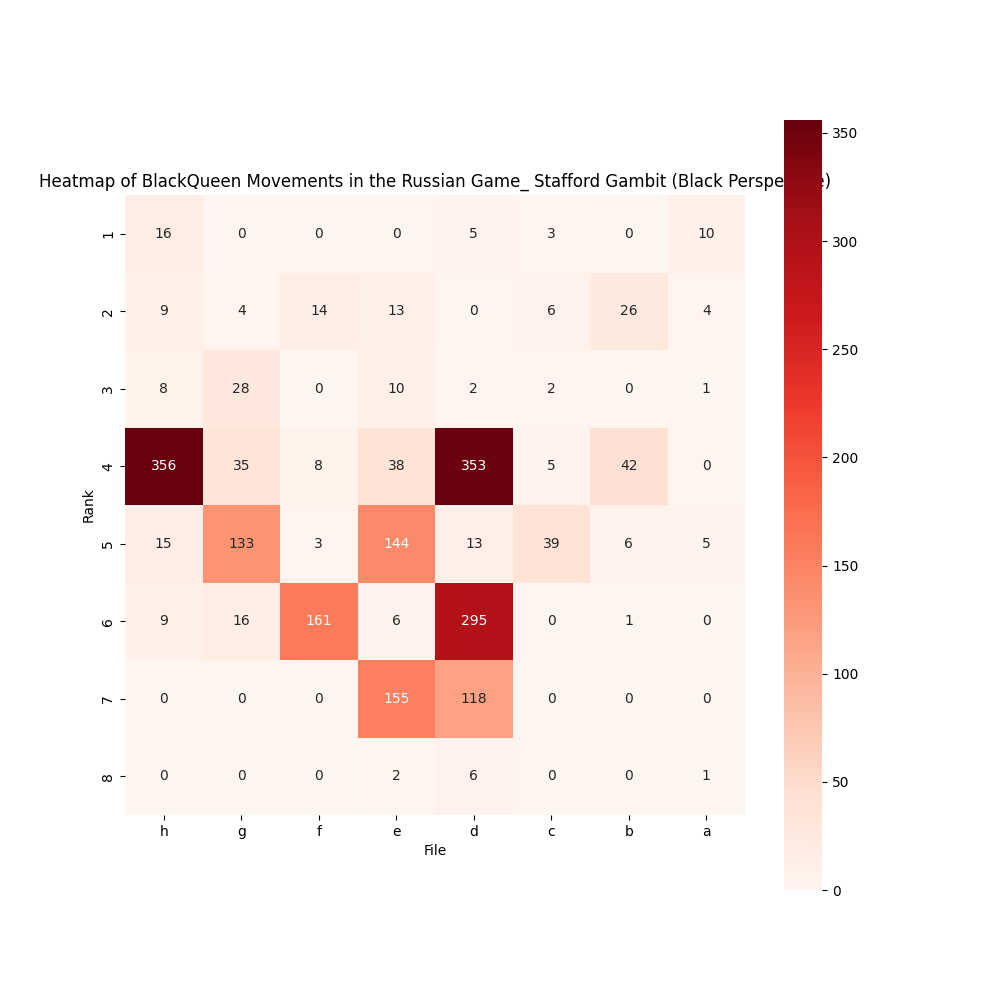 Heatmap of BlackQueen Movements in the Russian Game_ Stafford Gambit (Black Perspe e)
1 16 0 0 0 5 3 0 10
2 9 4 14 13 0 6 26 4
3 8 28 0 10 2 2 0 1
4 356 35 8 38 353 5 42 0
5 15 133 3 144 13 39 6 5
6 9 16 161 6 295 0 1 0
7 0 0 0 155 118 0 0 0
8 0 0 0 2 6 0 0 1
h g f e d c b a
File
Rank
350
300
250
200
150
100
50
0